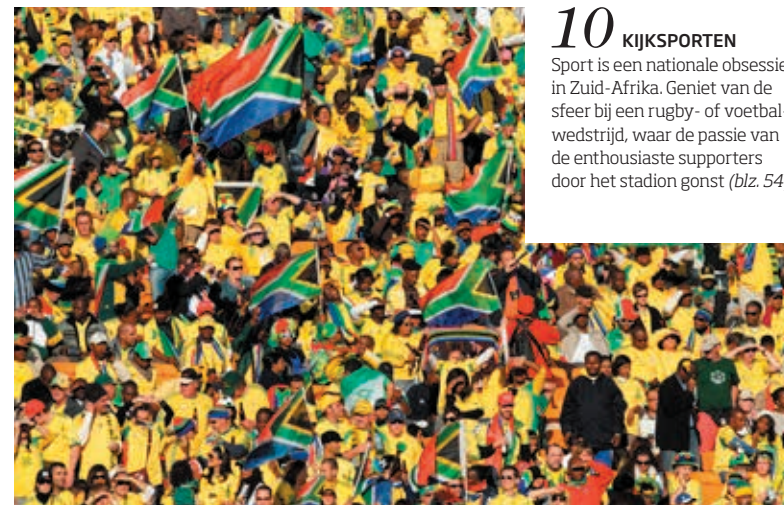 10 KIJKSPORTEN
Sport is een nationale obsessie
in Zuid-Afrika. Geniet van de
sfeer bij een rugby- of voetbal-
wedstrijd, waar de passie van
de enthousiaste supporters
door het stadion gonst (blz. 54